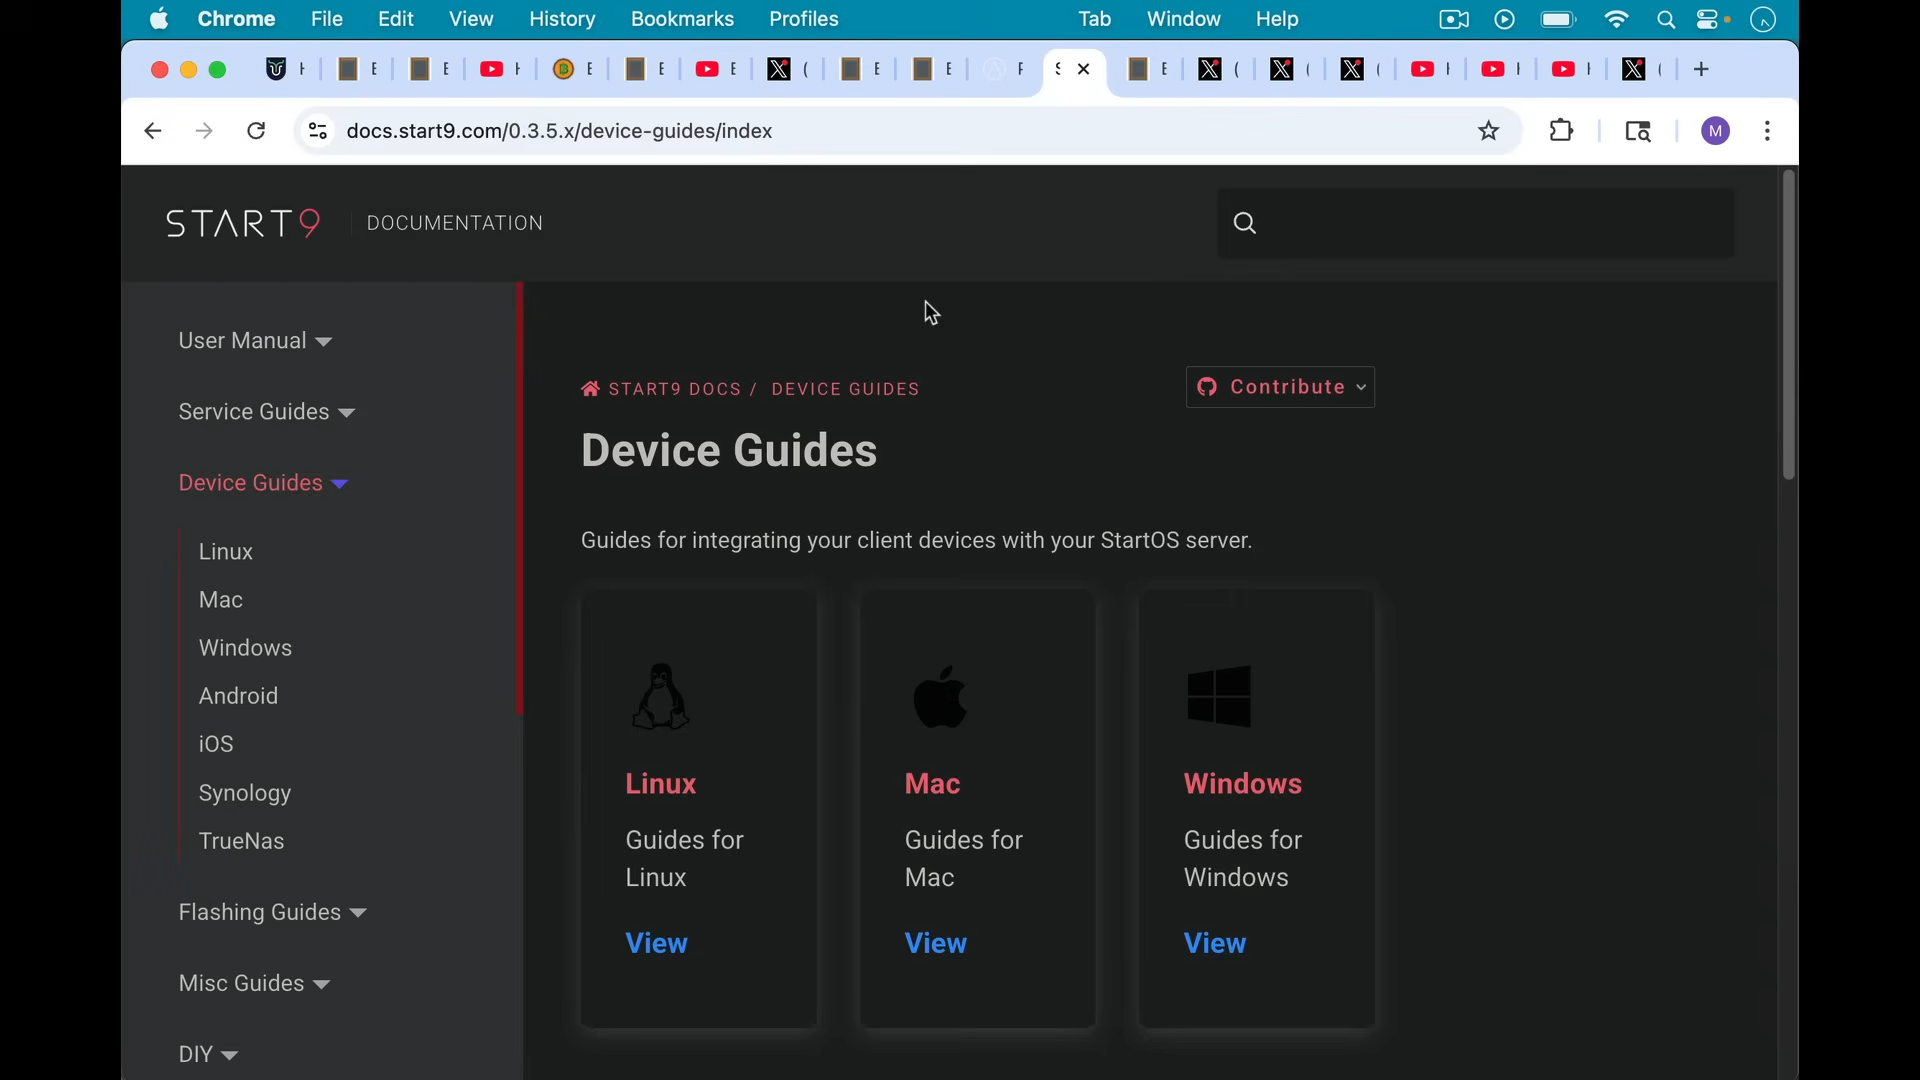 Chrome File Edit View History Bookmarks Profiles Tab Window Help
docs.start9.com/0.3.5.x/device-guides/index
M
START9 DOCUMENTATION
User Manual
Service Guides
Device Guides
Linux
Mac
Windows
Android
iOS
Synology
TrueNas
Flashing Guides
Misc Guides
DIY
START9 DOCS / DEVICE GUIDES
Contribute
Device Guides
Guides for integrating your client devices with your StartOS server.
Linux
Guides for
Linux
View
Mac
Guides for
Mac
View
Windows
Guides for
Windows
View